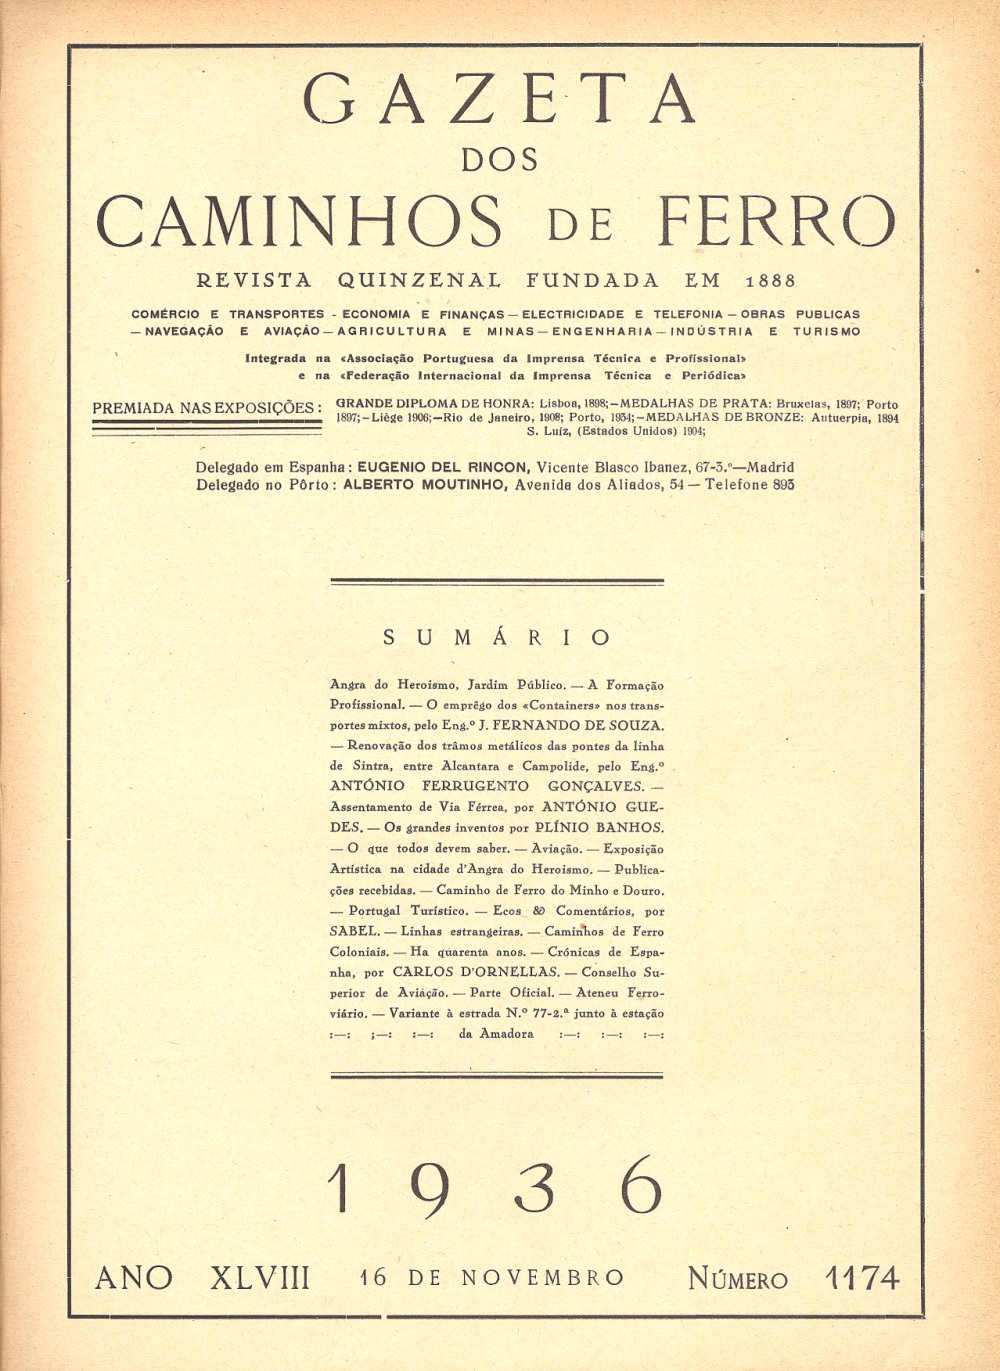 GAZETA
DOS
CAMINHOS DE FERRO
REVISTA QUINZENAL FUNDADA EM 1888
COMÉRCIO E TRANSPORTES - ECONOMIA E FINANÇAS — ELECTRICIDADE E TELEFONIA — OBRAS PUBLICAS
— NAVEGAÇÃO E AVIAÇÃO — AGRICULTURA E MINAS — ENGENHARIA — INDÚSTRIA E TURISMO
Integrada na «Associação Portuguesa da Imprensa Técnica e Profissional»
e na «Federação Internacional da Imprensa Técnica e Periódica»
PREMIADA NAS EXPOSIÇÕES :
GRANDE DIPLOMA DE HONRA: Lisboa, 1898;—MEDALHAS DE PRATA: Bruxelas, 1897; Porto
1897;—Liège 1906;—Rio de Janeiro, 1908; Porto, 1934;—MEDALHAS DE BRONZE: Antuerpia, 1894
S. Luiz, (Estados Unidos) 1904;
Delegado em Espanha : EUGENIO DEL RINCON, Vicente Blasco Ibanez, 67-3.º—Madrid
Delegado no Pôrto : ALBERTO MOUTINHO, Avenida dos Aliados, 54 — Telefone 893
SUMÁRIO
Angra do Heroismo, Jardim Público. — A Formação
Profissional. — O emprêgo dos «Containers» nos trans-
portes mixtos, pelo Eng.º J. FERNANDO DE SOUZA.
— Renovação dos trâmos metálicos das pontes da linha
de Sintra, entre Alcantara e Campolide, pelo Eng.º
ANTÓNIO FERRUGENTO GONÇALVES. —
Assentamento de Via Férrea, por ANTÓNIO GUE-
DES. — Os grandes inventos por PLÍNIO BANHOS.
— O que todos devem saber. — Aviação. — Exposição
Artística na cidade d'Angra do Heroismo. — Publica-
ções recebidas. — Caminho de Ferro do Minho e Douro.
— Portugal Turístico. — Ecos & Comentários, por
SABEL. — Linhas estrangeiras. — Caminhos de Ferro
Coloniais. — Ha quarenta anos. — Crónicas de Espa-
nha, por CARLOS D'ORNELLAS. — Conselho Su-
perior de Aviação. — Parte Oficial. — Ateneu Ferro-
viário. — Variante à estrada N.º 77-2.ª junto à estação
:—: ;—: :—: da Amadora :—: :—: :—:
1936
ANO XLVIII 16 DE NOVEMBRO NÚMERO 1174